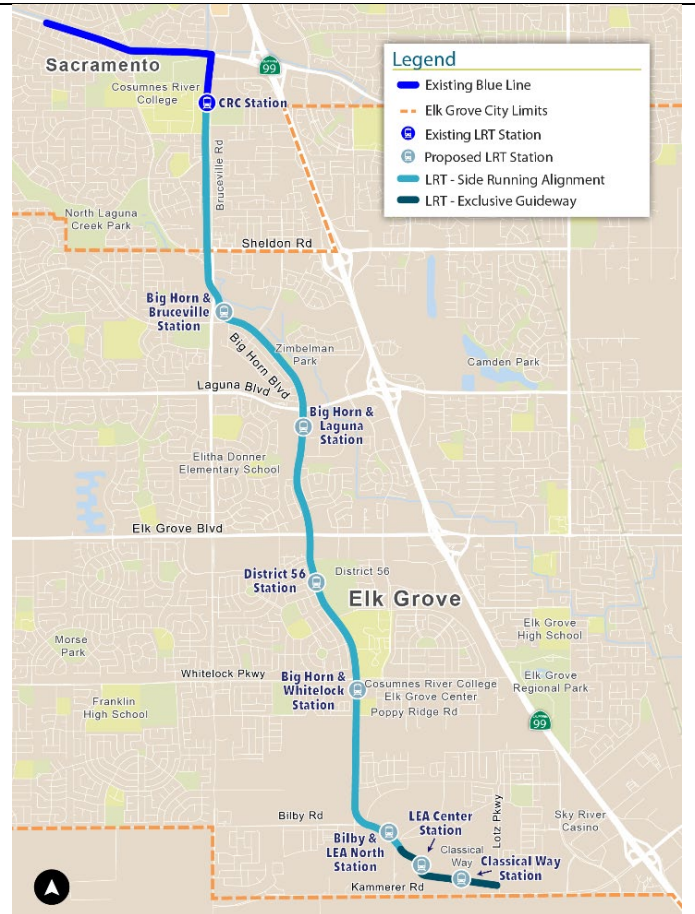 Legend
Existing Blue Line
Elk Grove City Limits
Existing LRT Station
Proposed LRT Station
LRT - Side Running Alignment
LRT - Exclusive Guideway
Sacramento
99
Cosumnes River
College
CRC Station
Bruceville Rd
North Laguna
Creek Park
Sheldon Rd
Big Horn &
Bruceville
Station
Big Horn Blvd
Zimbelman
Park
Camden Park
Laguna Blvd
Big Horn &
Laguna
Station
Elitha Donner
Elementary School
Elk Grove Blvd
District 56
Station
District 56
Elk Grove
Elk Grove
High School
Morse
Park
Whitelock Pkwy
Big Horn &
Whitelock
Station
Cosumnes River College
Elk Grove Center
Poppy Ridge Rd
Elk Grove
Regional Park
Franklin
High School
99
Bilby Rd
LEA Center
Station
Lotz Pkwy
Sky River
Casino
Bilby &
LEA North
Station
Classical
Way
Classical Way
Station
Kammerer Rd